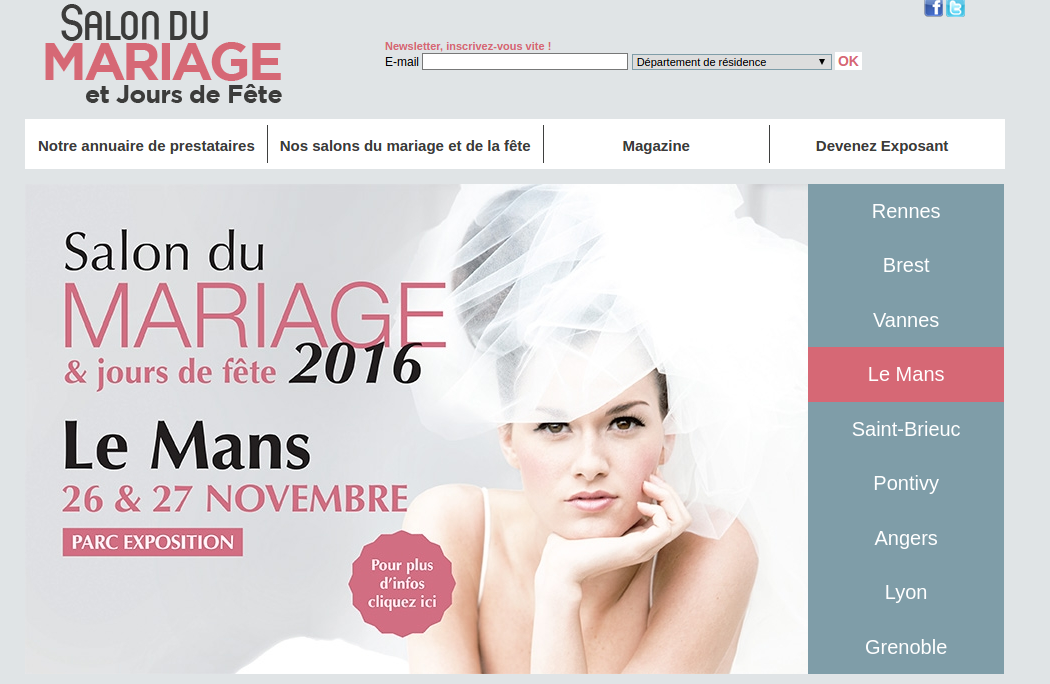 SALON DU
MARIAGE
et Jours de Fête
Newsletter, inscrivez-vous vite !
E-mail
Département de résidence ▼
OK
Notre annuaire de prestataires
Nos salons du mariage et de la fête
Magazine
Devenez Exposant
Salon du
MARIAGE
& jours de fête 2016
Le Mans
26 & 27 NOVEMBRE
PARC EXPOSITION
Pour plus
d'infos
cliquez ici
Rennes
Brest
Vannes
Le Mans
Saint-Brieuc
Pontivy
Angers
Lyon
Grenoble